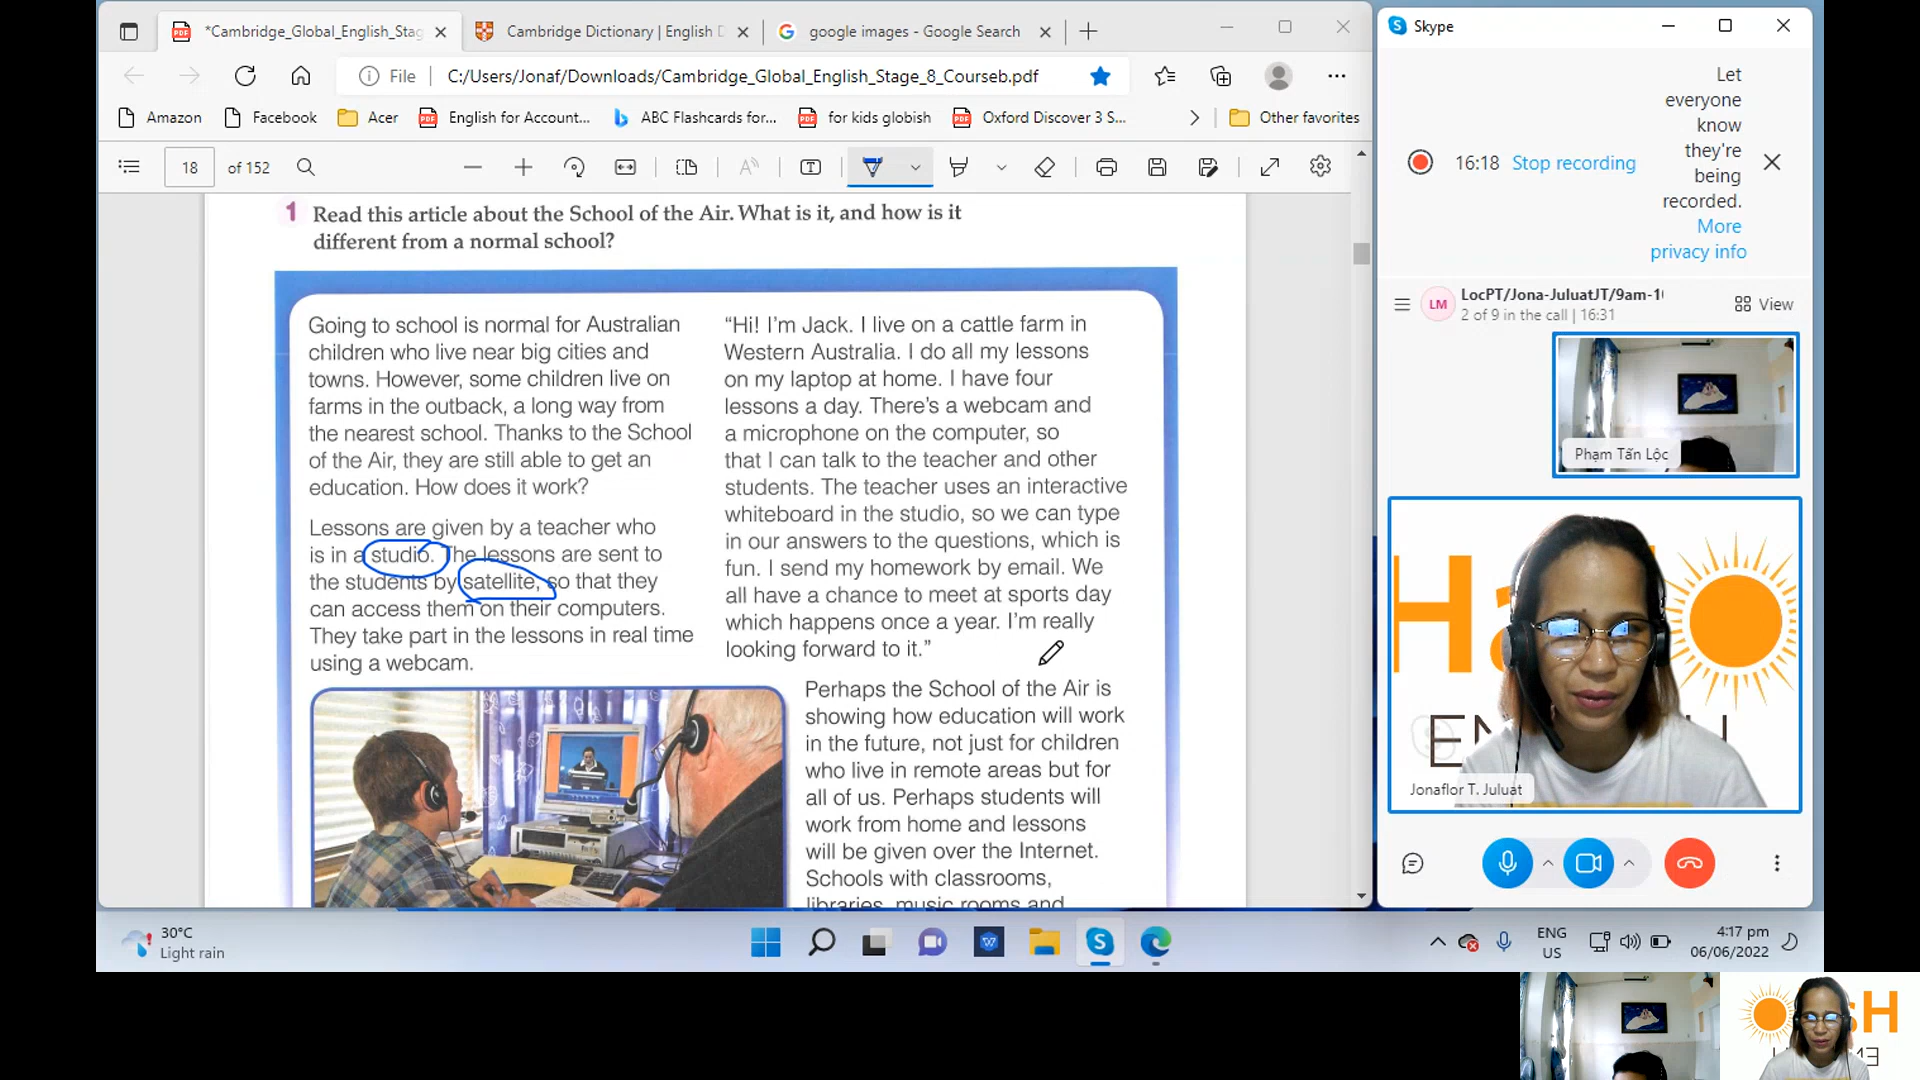 *Cambridge_Global_English_Stag
Cambridge Dictionary | English D
google images - Google Search
File
C:/Users/Jonaf/Downloads/Cambridge_Global_English_Stage_8_Courseb.pdf
Amazon
Facebook
Acer
English for Account...
ABC Flashcards for...
for kids globish
Oxford Discover 3 S...
Other favorites
18 of 152
1 Read this article about the School of the Air. What is it, and how is it
different from a normal school?
Going to school is normal for Australian
children who live near big cities and
towns. However, some children live on
farms in the outback, a long way from
the nearest school. Thanks to the School
of the Air, they are still able to get an
education. How does it work?
Lessons are given by a teacher who
is in a studio. The lessons are sent to
the students by satellite, so that they
can access them on their computers.
They take part in the lessons in real time
using a webcam.
“Hi! I’m Jack. I live on a cattle farm in
Western Australia. I do all my lessons
on my laptop at home. I have four
lessons a day. There’s a webcam and
a microphone on the computer, so
that I can talk to the teacher and other
students. The teacher uses an interactive
whiteboard in the studio, so we can type
in our answers to the questions, which is
fun. I send my homework by email. We
all have a chance to meet at sports day
which happens once a year. I’m really
looking forward to it.”
Perhaps the School of the Air is
showing how education will work
in the future, not just for children
who live in remote areas but for
all of us. Perhaps students will
work from home and lessons
will be given over the Internet.
Schools with classrooms,
libraries, music rooms and
Skype
16:18 Stop recording
Let
everyone
know
they're
being
recorded.
More
privacy info
LM
LocPT/Jona-JuluatJT/9am-1
2 of 9 in the call | 16:31
View
Phạm Tấn Lộc
Jonaflor T. Juluat
30°C
Light rain
ENG
US
4:17 pm
06/06/2022